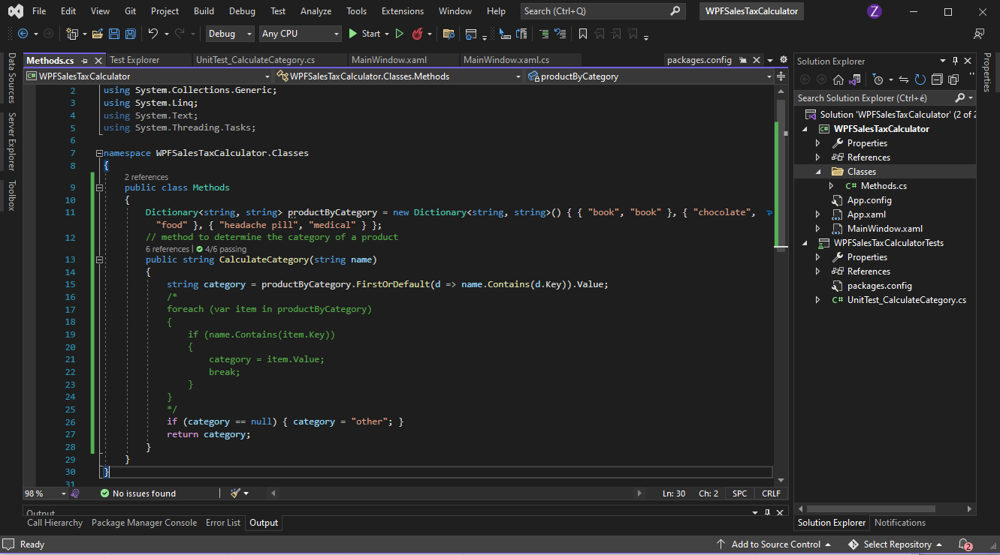 File Edit View Git Project Build Debug Test Analyze Tools Extensions Window Help Search (Ctrl+Q) WPFSalesTaxCalculator Z
Debug Any CPU Start
Data Sources
Server Explorer
Toolbox
Methods.cs Test Explorer UnitTest_CalculateCategory.cs MainWindow.xaml MainWindow.xaml.cs packages.config
C# WPFSalesTaxCalculator WPFSalesTaxCalculator.Classes.Methods productByCategory
2 using System.Collections.Generic;
3 using System.Linq;
4 using System.Text;
5 using System.Threading.Tasks;
6
7 namespace WPFSalesTaxCalculator.Classes
8 {
2 references
9 public class Methods
10 {
11 Dictionary<string, string> productByCategory = new Dictionary<string, string>() { { "book", "book" }, { "chocolate",
"food" }, { "headache pill", "medical" } };
12 // method to determine the category of a product
6 references | 4/6 passing
13 public string CalculateCategory(string name)
14 {
15 string category = productByCategory.FirstOrDefault(d => name.Contains(d.Key)).Value;
16 /*
17 foreach (var item in productByCategory)
18 {
19 if (name.Contains(item.Key))
20 {
21 category = item.Value;
22 break;
23 }
24 }
25 */
26 if (category == null) { category = "other"; }
27 return category;
28 }
29 }
30 }
31
98 % No issues found Ln: 30 Ch: 2 SPC CRLF
Output
Call Hierarchy Package Manager Console Error List Output
Solution Explorer
Search Solution Explorer (Ctrl+é)
Solution 'WPFSalesTaxCalculator' (2 of 2
C# WPFSalesTaxCalculator
Properties
References
Classes
C# Methods.cs
App.config
App.xaml
MainWindow.xaml
WPFSalesTaxCalculatorTests
Properties
References
packages.config
C# UnitTest_CalculateCategory.cs
Solution Explorer Notifications
Properties
Ready Add to Source Control Select Repository 2